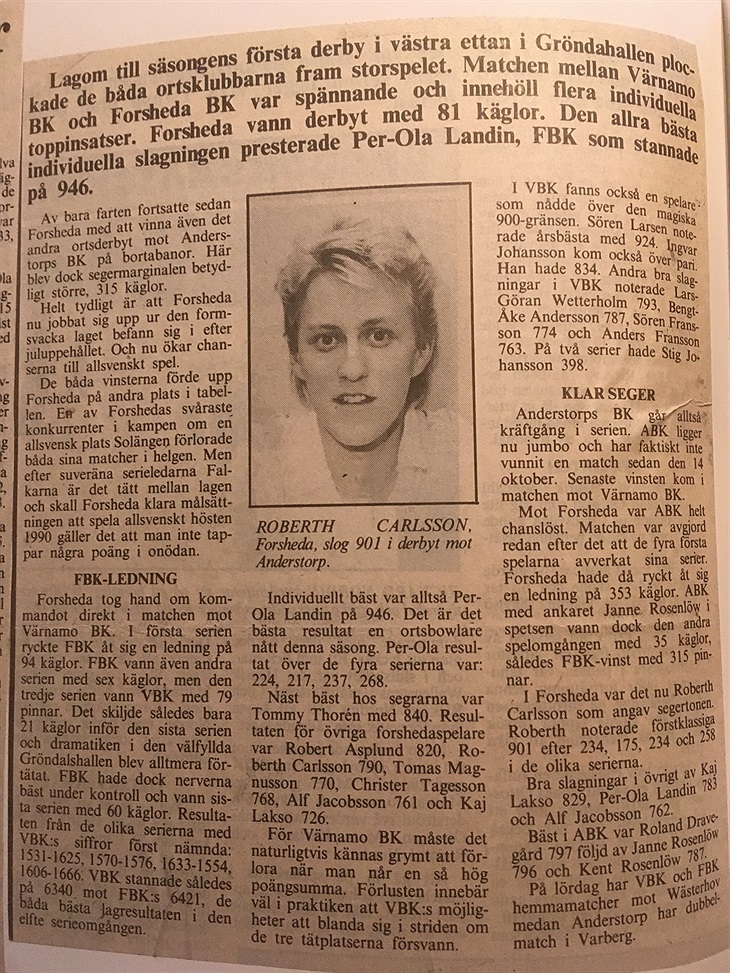 Lagom till säsongens första derby i västra ettan i Gröndahallen ploc-
kade de båda ortsklubbarna fram storspelet. Matchen mellan Värnamo
BK och Forsheda BK var spännande och innehöll flera individuella
toppinsatser. Forsheda vann derbyt med 81 käglor. Den allra bästa
individuella slagningen presterade Per-Ola Landin, FBK som stannade
på 946.
Av bara farten fortsatte sedan
Forsheda med att vinna även det
andra ortsderbyt mot Anders-
torps BK på bortabanor. Här
blev dock segermarginalen betyd-
ligt större, 315 käglor.
Helt tydligt är att Forsheda
nu jobbat sig upp ur den form-
svacka laget befann sig i efter
juluppehållet. Och nu ökar chan-
serna till allsvenskt spel.
De båda vinsterna förde upp
Forsheda på andra plats i tabel-
len. En av Forshedas svåraste
konkurrenter i kampen om en
allsvensk plats Solängen förlorade
båda sina matcher i helgen. Men
efter suveräna serieledarna Fal-
karna är det tätt mellan lagen
och skall Forsheda klara målsätt-
ningen att spela allsvenskt hösten
1990 gäller det att man inte tap-
par några poäng i onödan.
FBK-LEDNING
Forsheda tog hand om kom-
mandot direkt i matchen mot
Värnamo BK. I första serien
ryckte FBK åt sig en ledning på
94 käglor. FBK vann även andra
serien med sex käglor, men den
tredje serien vann VBK med 79
pinnar. Det skiljde således bara
21 käglor inför den sista serien
och dramatiken i den välfyllda
Gröndalshallen blev alltmera för-
tätat. FBK hade dock nerverna
bäst under kontroll och vann sis-
ta serien med 60 käglor. Resulta-
ten från de olika serierna med
VBK:s siffror först nämnda:
1531-1625, 1570-1576, 1633-1554,
1606-1666. VBK stannade således
på 6340 mot FBK:s 6421, de
båda bästa lagresultaten i den
elfte serieomgången.
ROBERTH CARLSSON,
Forsheda, slog 901 i derbyt mot
Anderstorp.
Individuellt bäst var alltså Per-
Ola Landin på 946. Det är det
bästa resultat en ortsbowlare
nått denna säsong. Per-Ola resul-
tat över de fyra serierna var:
224, 217, 237, 268.
Näst bäst hos segrarna var
Tommy Thorén med 840. Resul-
taten för övriga forshedaspelare
var Robert Asplund 820, Ro-
berth Carlsson 790, Tomas Mag-
nusson 770, Christer Tagesson
768, Alf Jacobsson 761 och Kaj
Lakso 726.
För Värnamo BK måste det
naturligtvis kännas grymt att för-
lora när man når en så hög
poängsumma. Förlusten innebär
väl i praktiken att VBK:s möjlig-
heter att blanda sig i striden om
de tre tätplatserna försvann.
I VBK fanns också en spelare
som nådde över den magiska
900-gränsen. Sören Larsen note-
rade årsbästa med 924. Ingvar
Johansson kom också över pari.
Han hade 834. Andra bra slag-
ningar i VBK noterade Lars-
Göran Wetterholm 793, Bengt-
Åke Andersson 787, Sören Frans-
son 774 och Anders Fransson
763. På två serier hade Stig Jo-
hansson 398.
KLAR SEGER
Anderstorps BK går alltså
kräftgång i serien. ABK ligger
nu jumbo och har faktiskt inte
vunnit en match sedan den 14
oktober. Senaste vinsten kom i
matchen mot Värnamo BK.
Mot Forsheda var ABK helt
chanslöst. Matchen var avgjord
redan efter det att de fyra första
spelarna avverkat sina serier.
Forsheda hade då ryckt åt sig
en ledning på 353 käglor. ABK
med ankaret Janne Rosenlöw i
spetsen vann dock den andra
spelomgången med 35 käglor,
således FBK-vinst med 315 pin-
nar.
I Forsheda var det nu Roberth
Carlsson som angav segertonen.
Roberth noterade förstklassiga
901 efter 234, 175, 234 och 258
i de olika serierna.
Bra slagningar i övrigt av Kaj
Lakso 829, Per-Ola Landin 783
och Alf Jacobsson 762.
Bäst i ABK var Roland Drave-
gård 797 följd av Janne Rosenlöw
796 och Kent Rosenlöw 787.
På lördag har VBK och FBK
hemmamatcher mot Wästerhov
medan Anderstorp har dubbel-
match i Varberg.